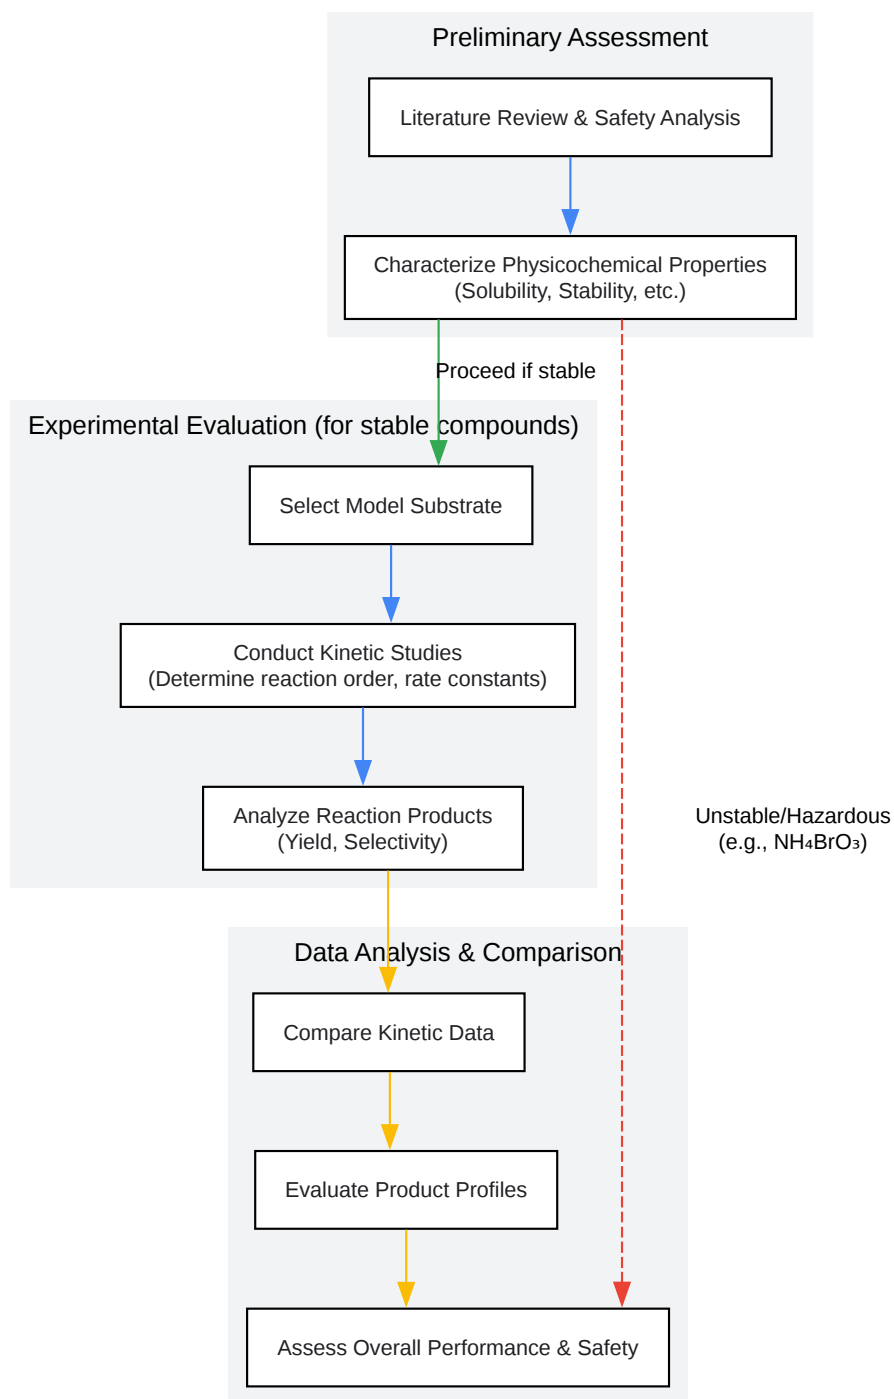 Preliminary Assessment
Literature Review & Safety Analysis
Characterize Physicochemical Properties
(Solubility, Stability, etc.)
Proceed if stable
Experimental Evaluation (for stable compounds)
Select Model Substrate
Conduct Kinetic Studies
(Determine reaction order, rate constants)
Analyze Reaction Products
(Yield, Selectivity)
Unstable/Hazardous
(e.g., NH₄BrO₃)
Data Analysis & Comparison
Compare Kinetic Data
Evaluate Product Profiles
Assess Overall Performance & Safety